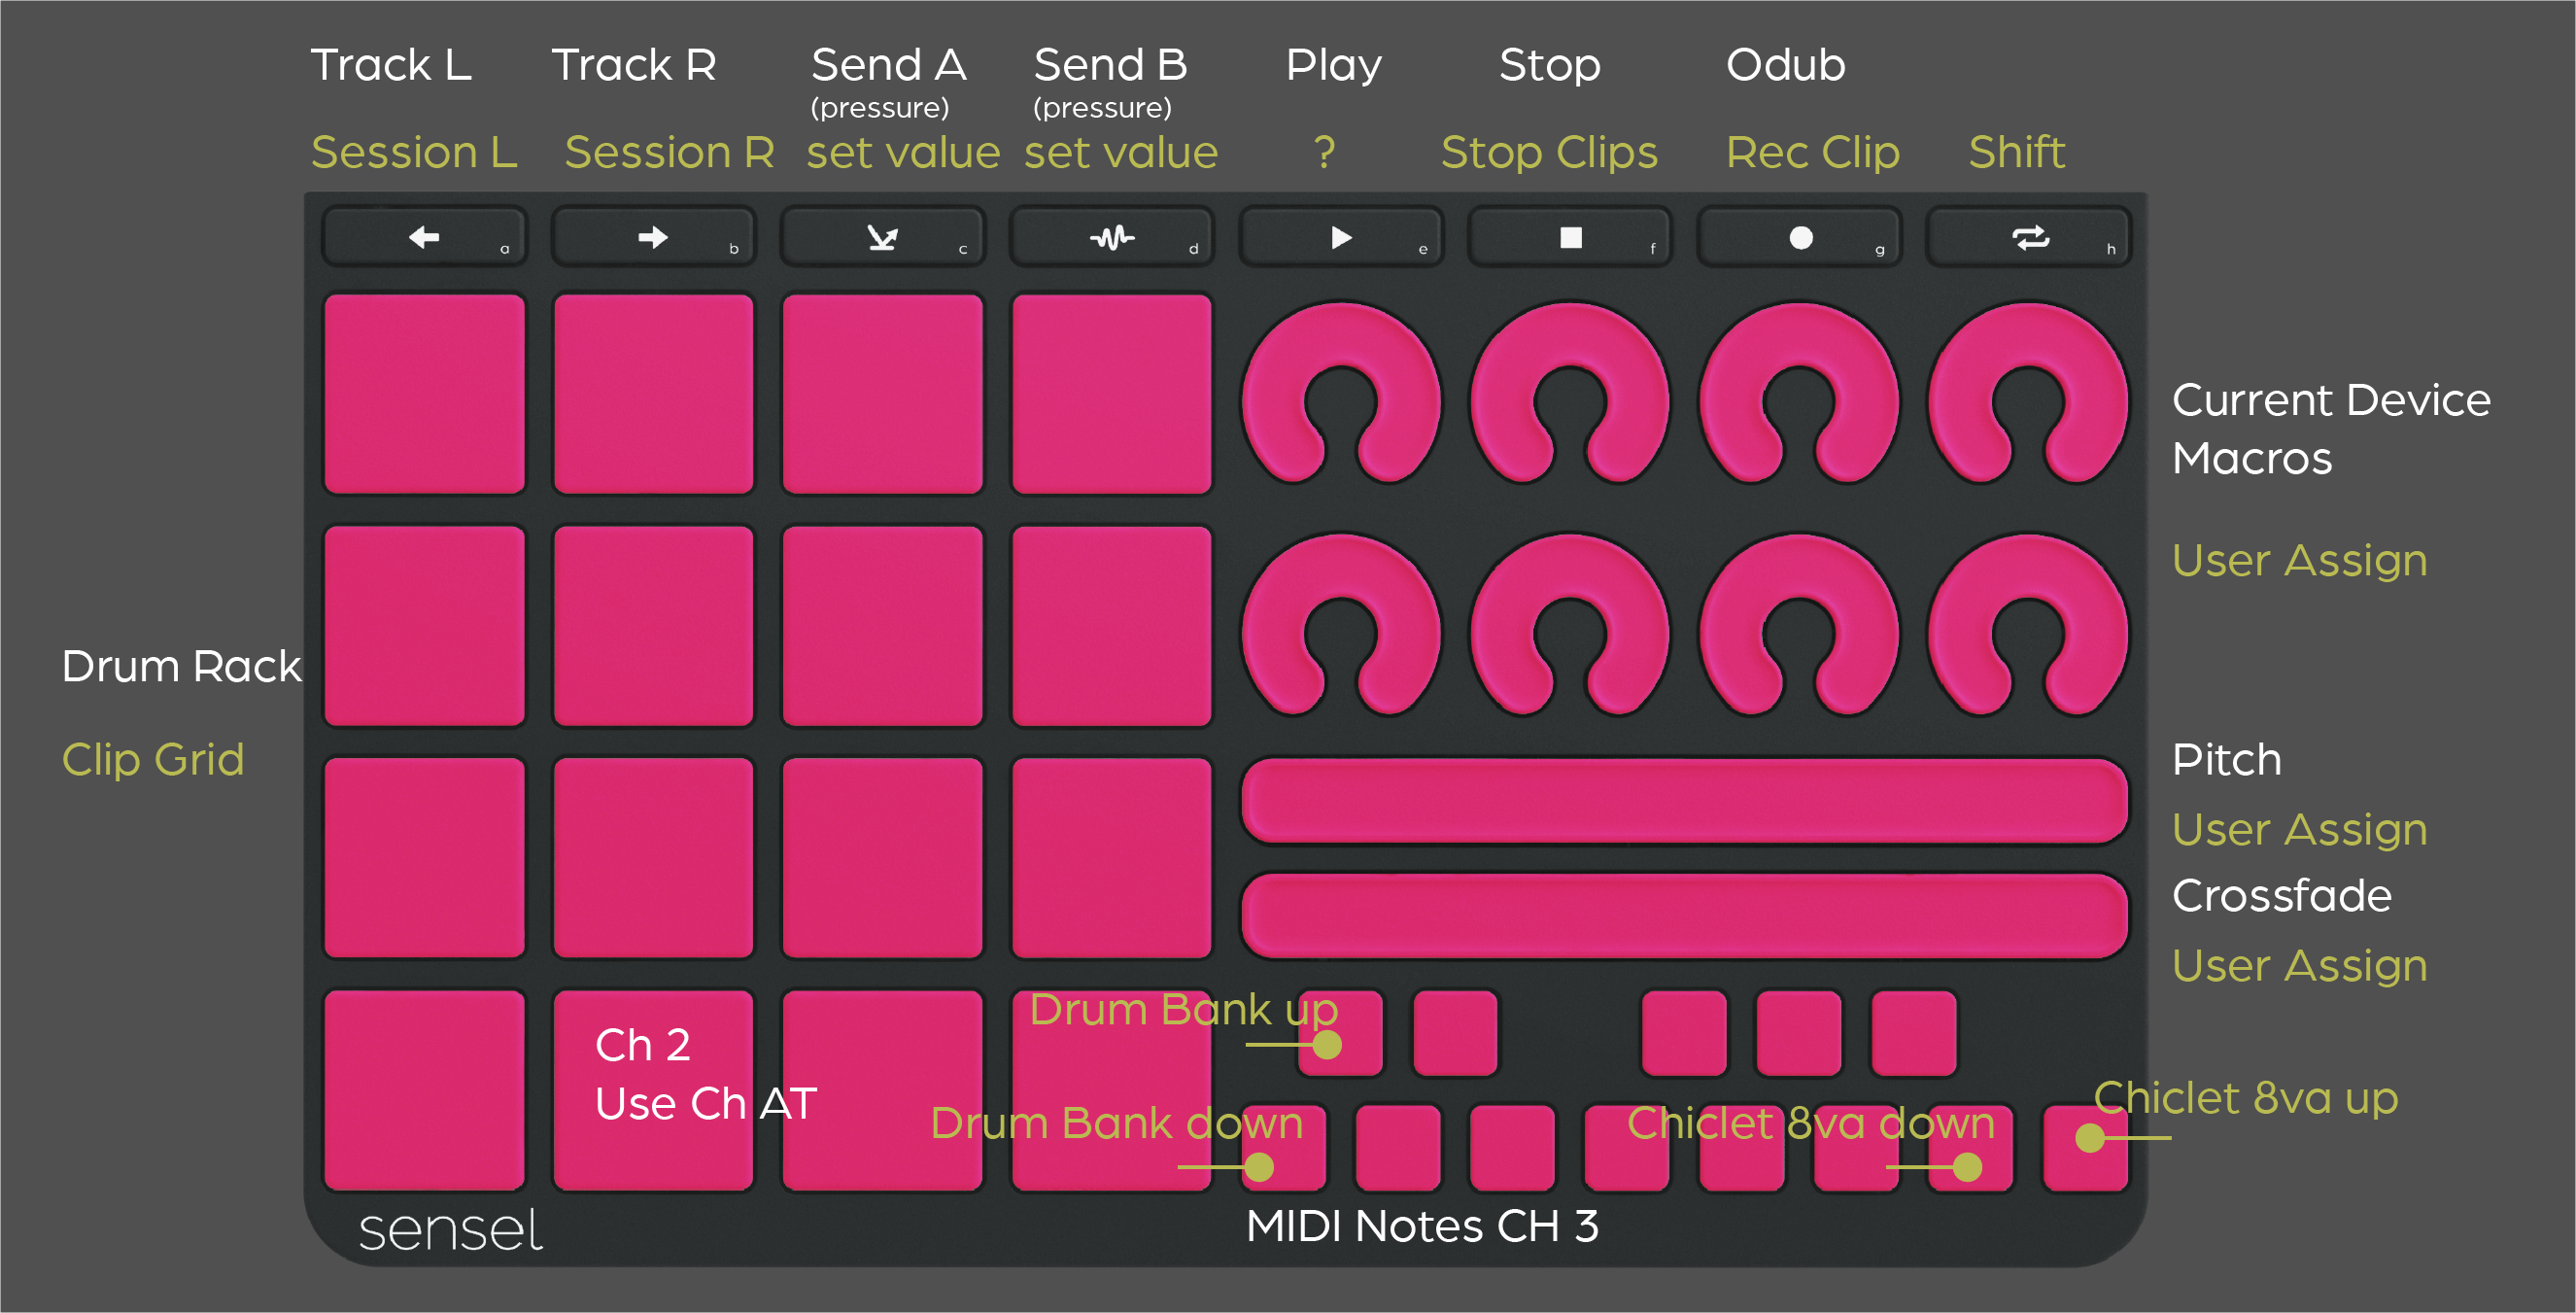 Track L
Track R
Send A
Send B
Play
Stop
Odub
(pressure)
(pressure)
Session L
Session R
set value
set value
?
Stop Clips
Rec Clip
Shift
a
b
c
d
e
f
g
h
Current Device
Macros
User Assign
Drum Rack
Clip Grid
Pitch
User Assign
Crossfade
User Assign
Drum Bank up
Ch 2
Use Ch AT
Drum Bank down
Chiclet 8va down
Chiclet 8va up
sensel
MIDI Notes CH 3